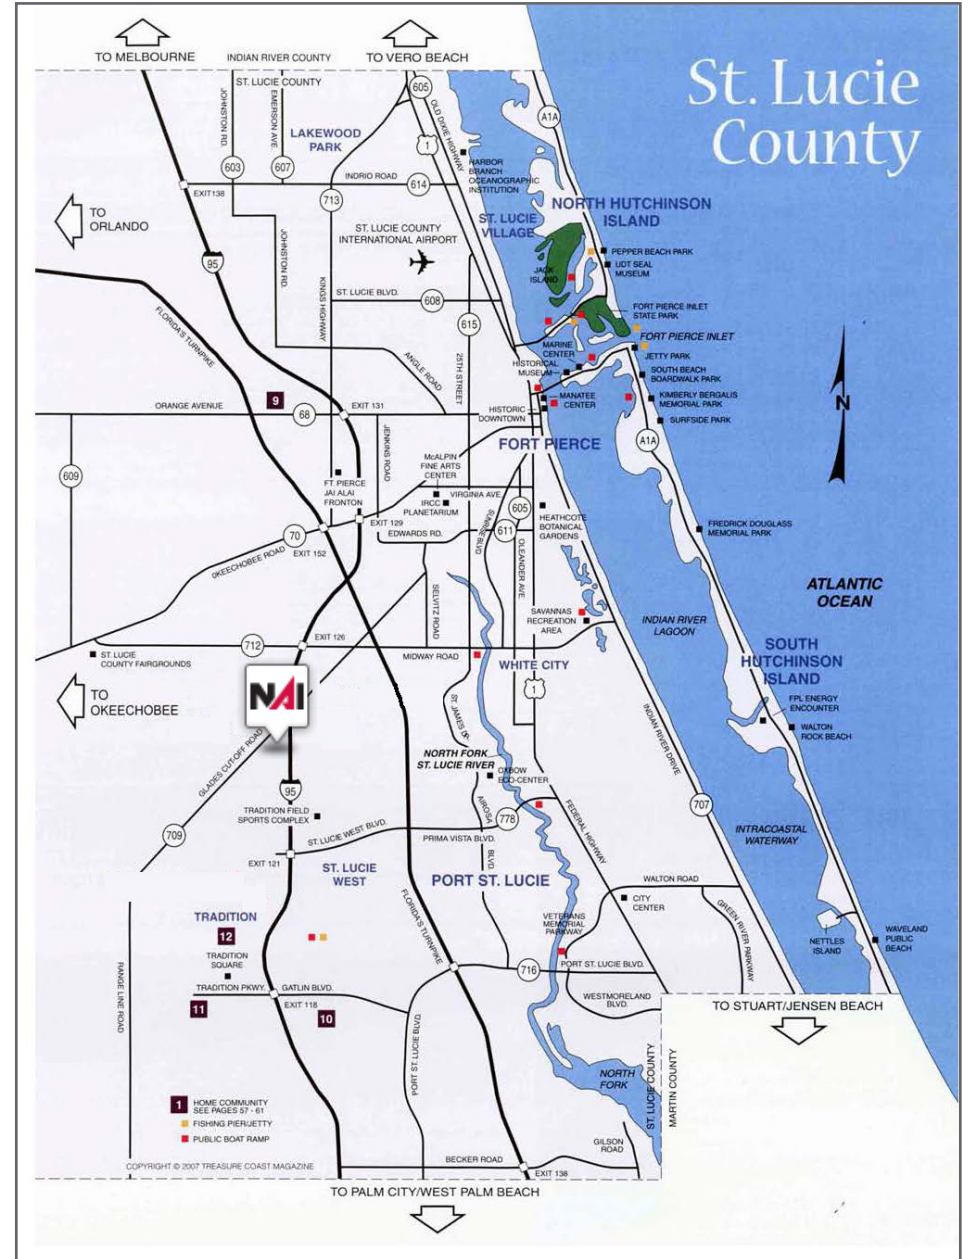 TO MELBOURNE
INDIAN RIVER COUNTY
TO VERO BEACH
ST. LUCIE COUNTY
St. Lucie
County
JOHNSTON RD.
EMERSON AVE
605
OLD DIXIE HIGHWAY
A1A
LAKEWOOD
PARK
1
HARBOR
BRANCH
OCEANOGRAPHIC
INSTITUTION
603
607
INDRIO ROAD
614
EXIT138
713
TO
ORLANDO
ST. LUCIE COUNTY
INTERNATIONAL AIRPORT
ST. LUCIE
VILLAGE
NORTH HUTCHINSON
ISLAND
JOHNSTON RD.
95
PEPPER BEACH PARK
UDT SEAL
MUSEUM
JACK
ISLAND
KINGS HIGHWAY
ST. LUCIE BLVD.
608
FLORIDA'S TURNPIKE
615
FORT PIERCE INLET
STATE PARK
FORT PIERCE INLET
MARINE
CENTER
JETTY PARK
HISTORICAL
MUSEUM
SOUTH BEACH
BOARDWALK PARK
ANGLE ROAD
25TH STREET
MANATEE
CENTER
KIMBERLY BERGALIS
MEMORIAL PARK
N
ORANGE AVENUE
9
68
EXIT 131
HISTORIC
DOWNTOWN
SURFSIDE PARK
JENKINS ROAD
FORT PIERCE
A1A
609
McALPIN
FINE ARTS
CENTER
FT. PIERCE
JAI ALAI
FRONTON
VIRGINIA AVE.
IRCC
PLANETARIUM
605
HEATHCOTE
BOTANICAL
GARDENS
EXIT 129
SUNRISE BLVD
611
FREDRICK DOUGLASS
MEMORIAL PARK
70
EDWARDS RD.
EXIT 152
OKEECHOBEE ROAD
OLEANDER AVE.
ATLANTIC
OCEAN
SELVITZ ROAD
SAVANNAS
RECREATION
AREA
INDIAN RIVER
LAGOON
EXIT 126
712
ST. LUCIE
COUNTY FAIRGROUNDS
MIDWAY ROAD
WHITE CITY
SOUTH
HUTCHINSON
ISLAND
NAI
TO
OKEECHOBEE
1
FPL ENERGY
ENCOUNTER
WALTON
ROCK BEACH
ST. JAMES DR.
INDIAN RIVER DRIVE
GLADES CUT-OFF ROAD
NORTH FORK
ST. LUCIE RIVER
OXBOW
ECO-CENTER
95
AIROSO
BLVD.
FEDERAL HIGHWAY
707
TRADITION FIELD
SPORTS COMPLEX
778
709
ST. LUCIE WEST BLVD.
PRIMA VISTA BLVD.
INTRACOASTAL
WATERWAY
EXIT 121
ST. LUCIE
WEST
PORT ST. LUCIE
WALTON ROAD
FLORIDA'S TURNPIKE
CITY
CENTER
GREEN RIVER PARKWAY
TRADITION
12
VETERANS
MEMORIAL
PARKWAY
NETTLES
ISLAND
WAVELAND
PUBLIC
BEACH
TRADITION
SQUARE
RANGE LINE ROAD
716
PORT ST. LUCIE BLVD.
TRADITION PKWY.
GATLIN BLVD.
11
EXIT 118
10
WESTMORELAND
BLVD.
TO STUART/JENSEN BEACH
PORT ST. LUCIE BLVD.
NORTH
FORK
ST. LUCIE COUNTY
MARTIN COUNTY
1
HOME COMMUNITY
SEE PAGES 57 - 61
FISHING PIER/JETTY
PUBLIC BOAT RAMP
GILSON
ROAD
COPYRIGHT © 2007 TREASURE COAST MAGAZINE
BECKER ROAD
EXIT 138
TO PALM CITY/WEST PALM BEACH